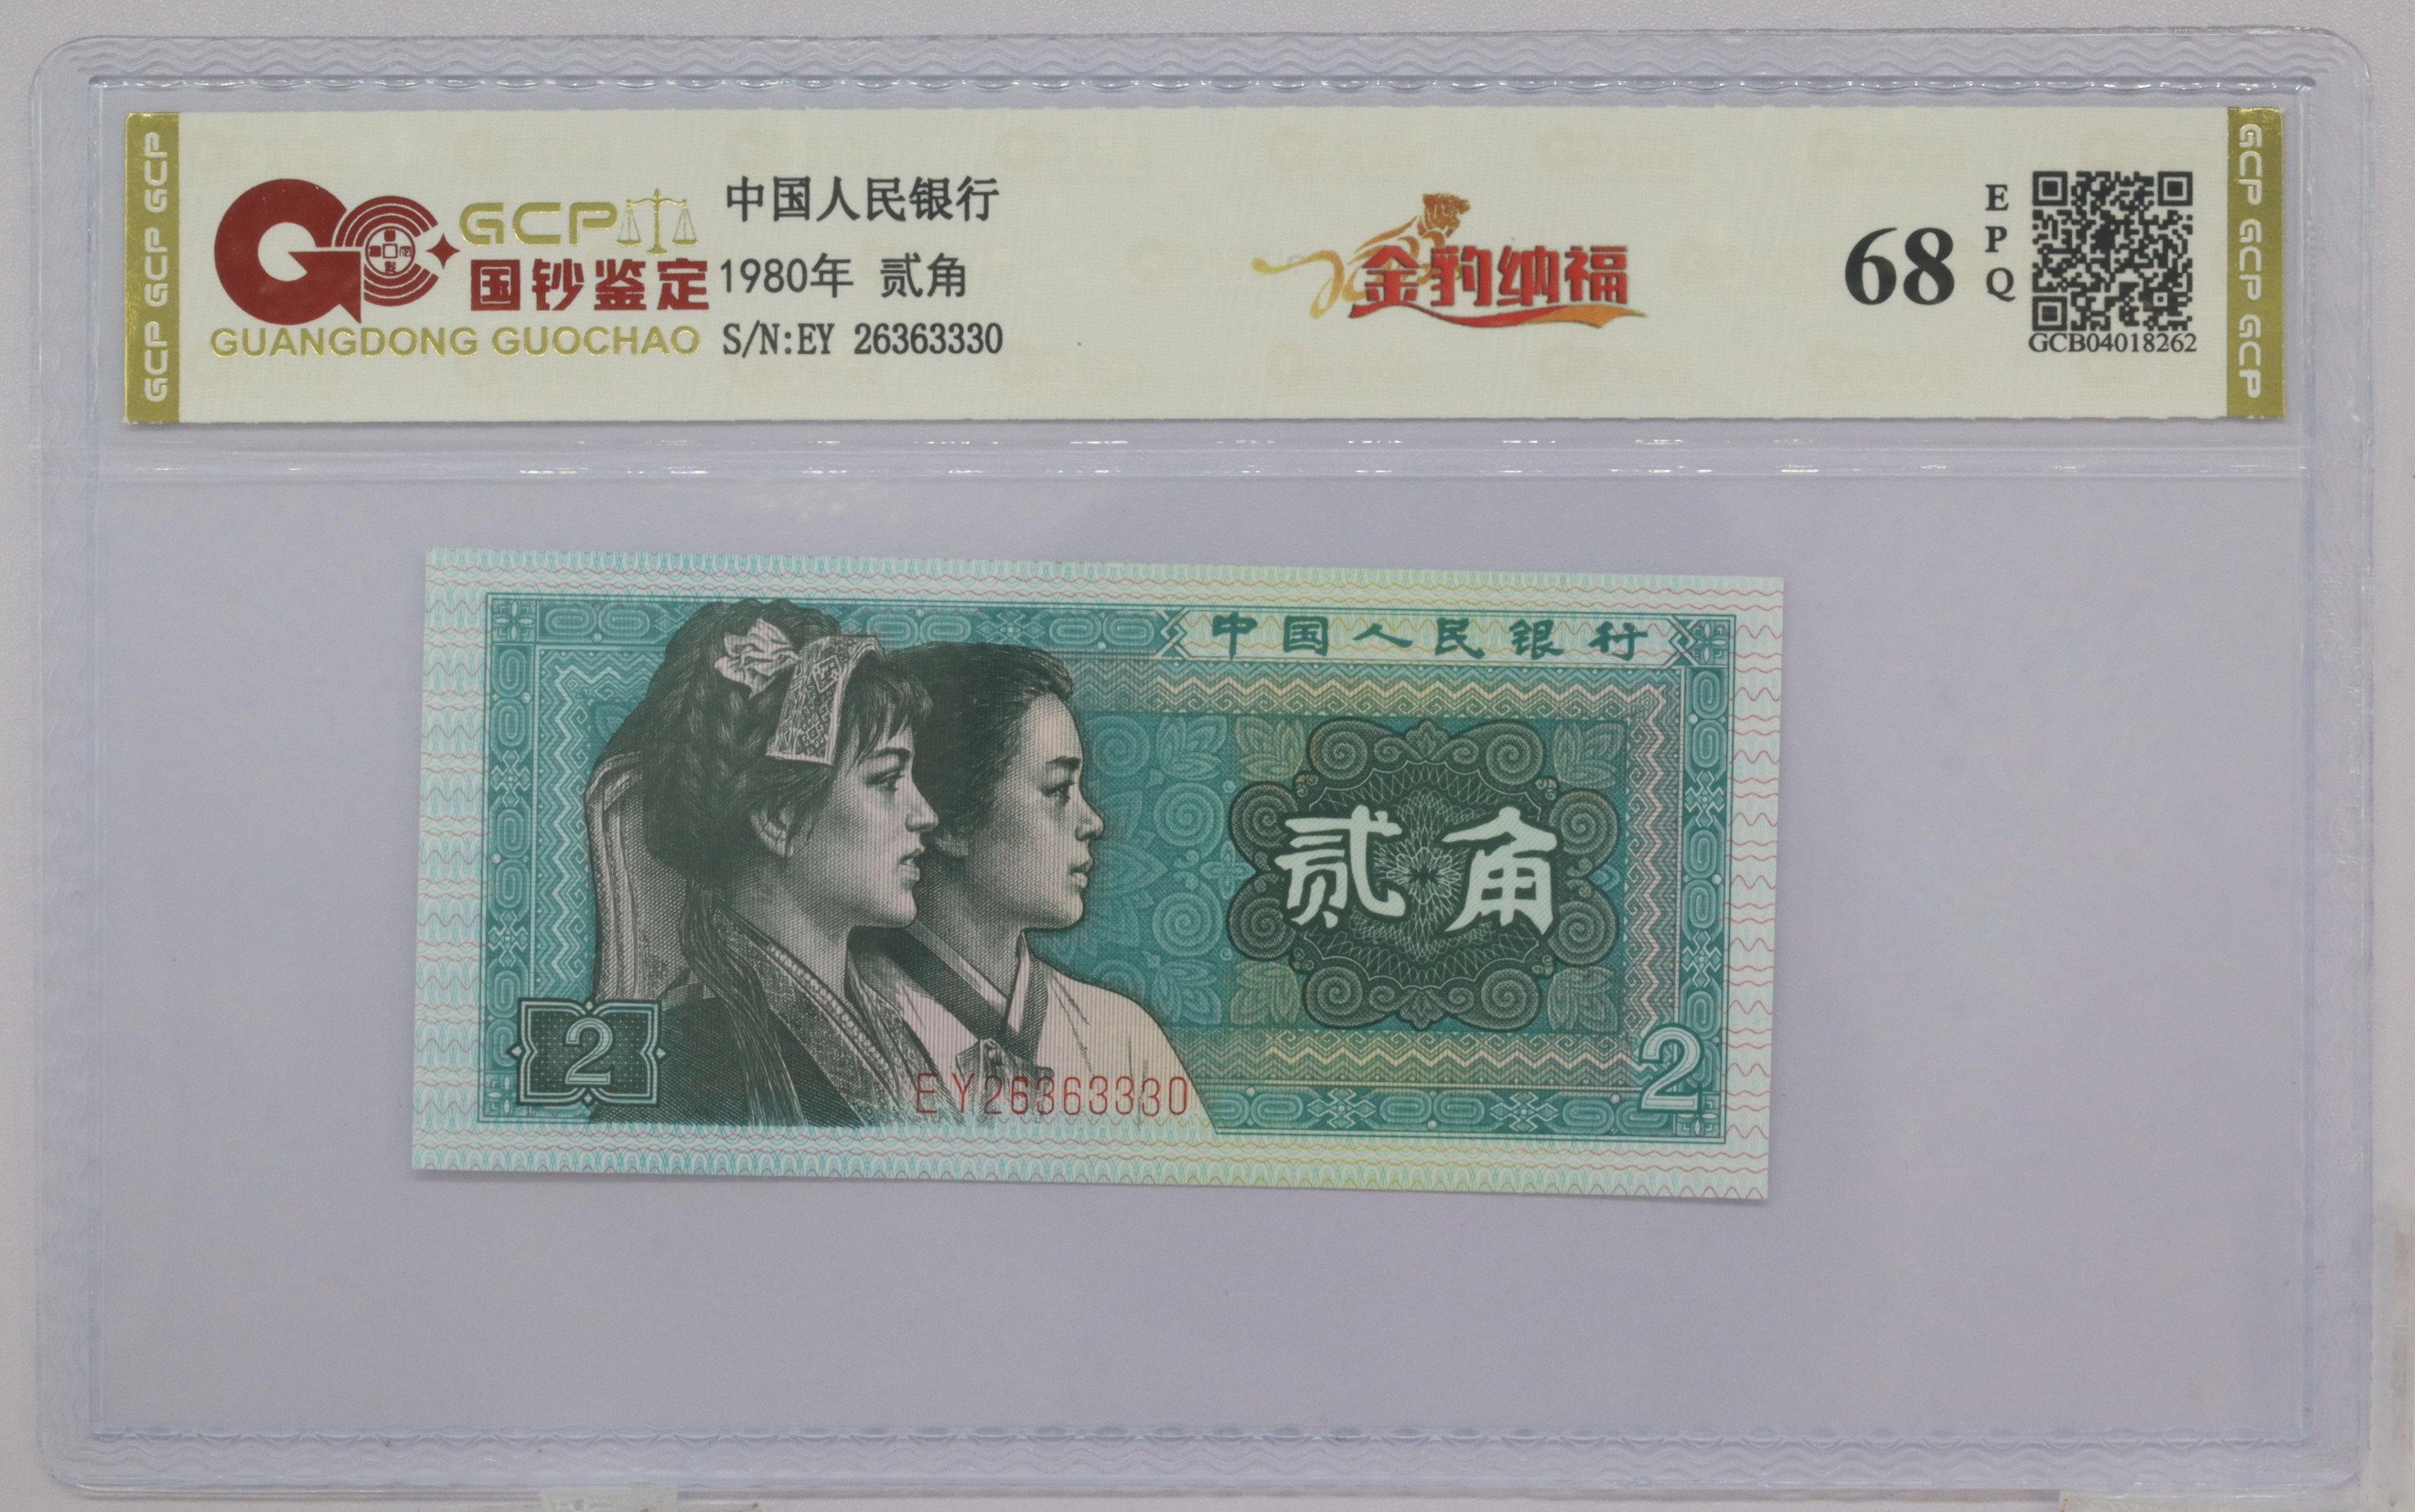 GCP GCP GCP
GCP
国钞鉴定
GUANGDONG GUOCHAO
中国人民银行
1980年 贰角
S/N:EY 26363330
金豹纳福
68
EPQ
GCB04018262
GCP GCP GCP
中国人民银行
贰角
2
EY26363330
2